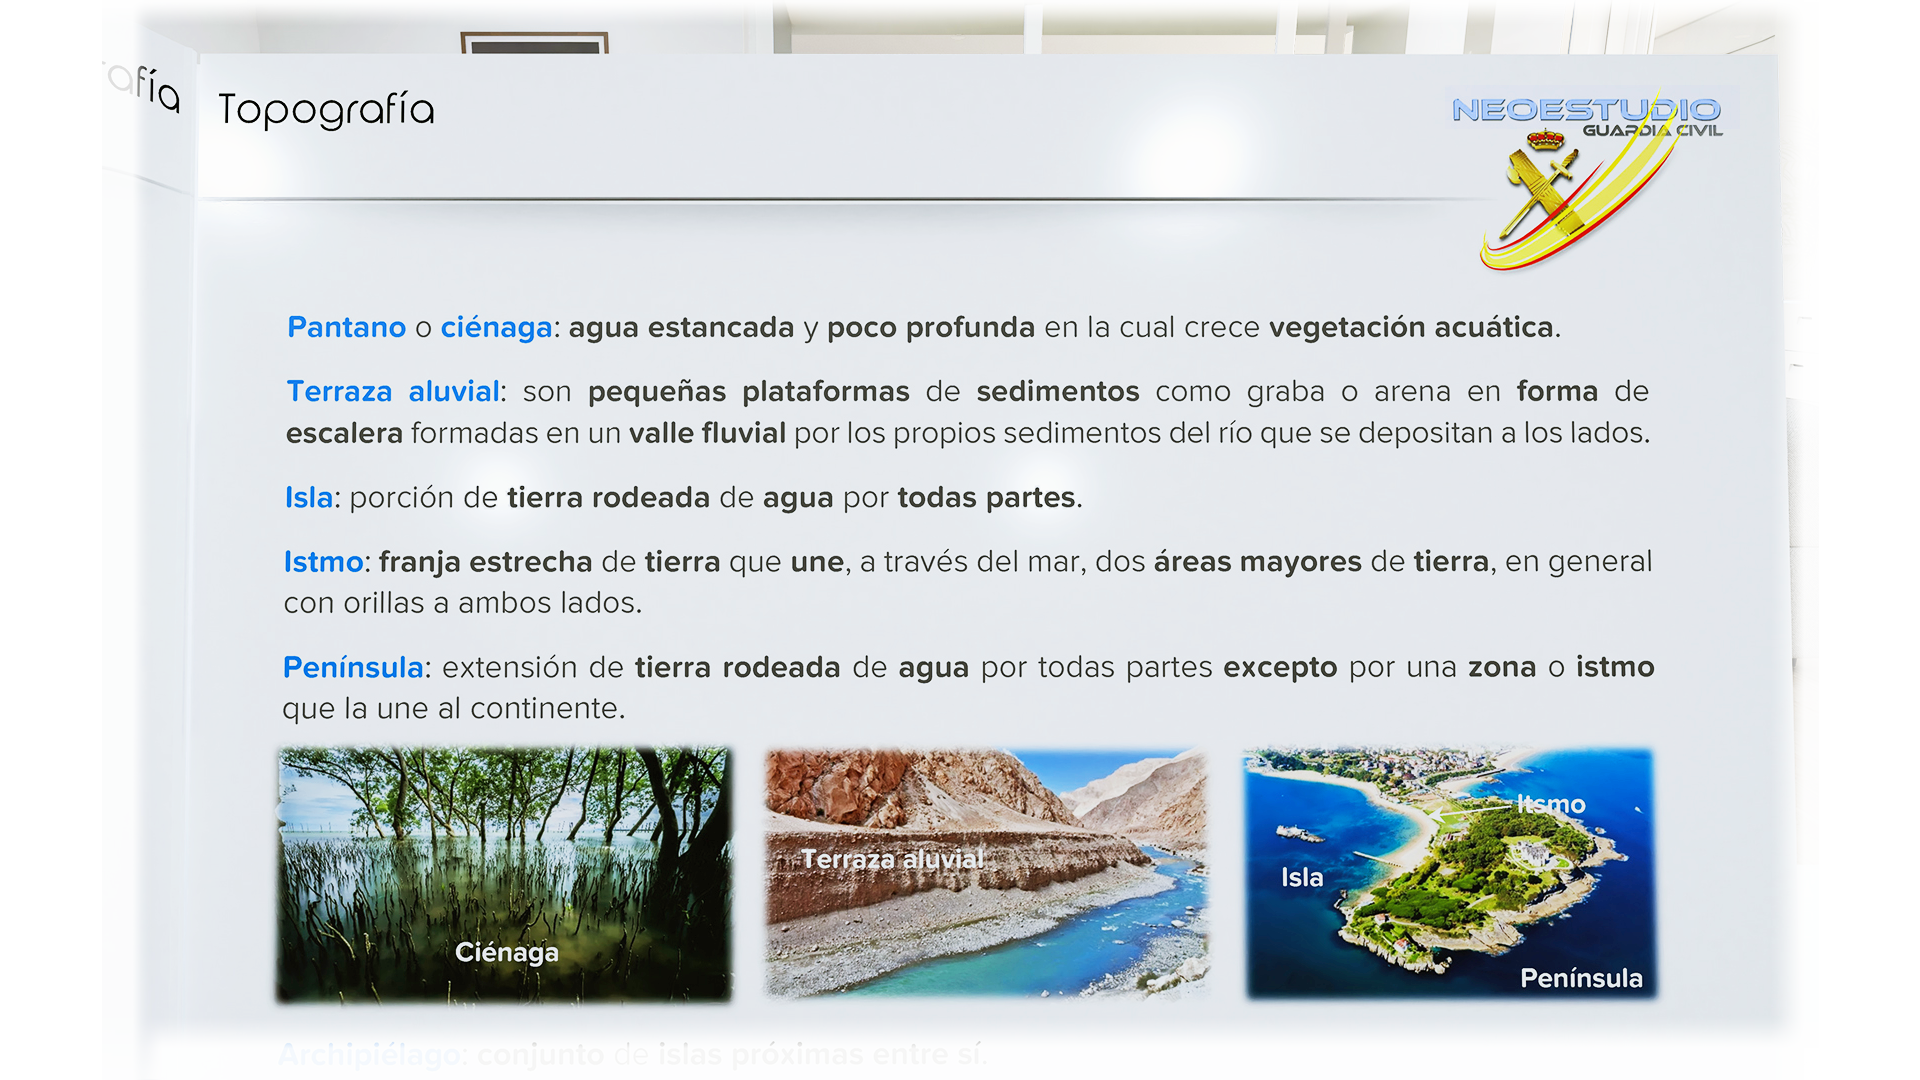 afía
Topografía
NEOESTUDIO
GUARDIA CIVIL
Pantano o ciénaga: agua estancada y poco profunda en la cual crece vegetación acuática.
Terraza aluvial: son pequeñas plataformas de sedimentos como graba o arena en forma de
escalera formadas en un valle fluvial por los propios sedimentos del río que se depositan a los lados.
Isla: porción de tierra rodeada de agua por todas partes.
Istmo: franja estrecha de tierra que une, a través del mar, dos áreas mayores de tierra, en general
con orillas a ambos lados.
Península: extensión de tierra rodeada de agua por todas partes excepto por una zona o istmo
que la une al continente.
Ciénaga
Terraza aluvial
Itsmo
Isla
Península
Archipiélago: conjunto de islas próximas entre sí.